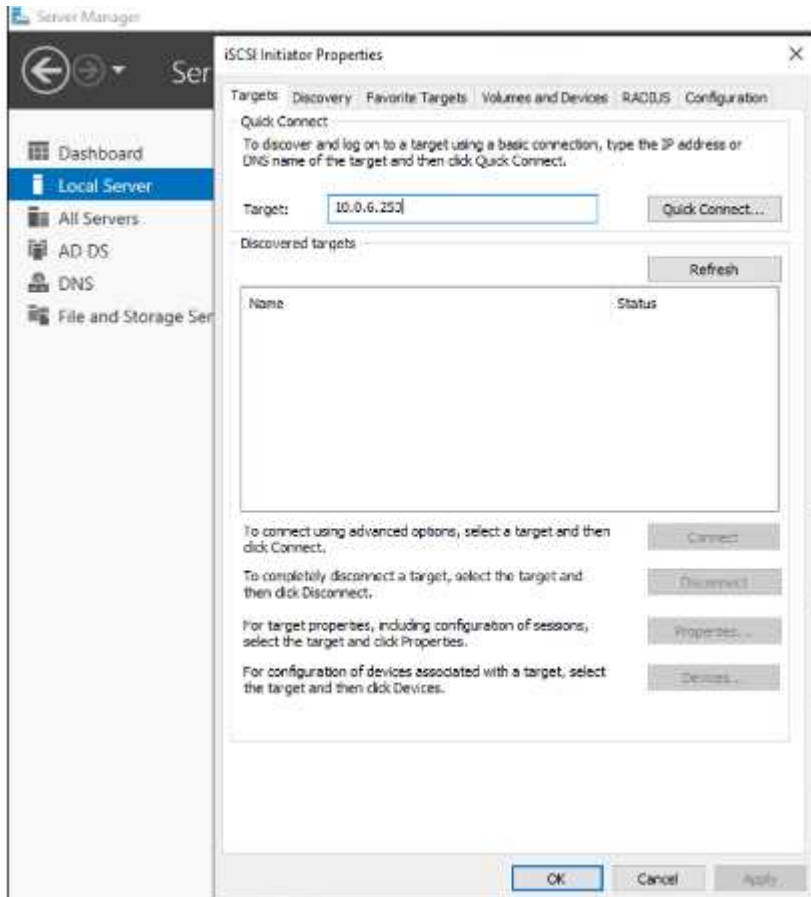 Server Manager
Ser
iSCSI Initiator Properties
Targets Discovery Favorite Targets Volumes and Devices RADIUS Configuration
Quick Connect
To discover and log on to a target using a basic connection, type the IP address or
DNS name of the target and then click Quick Connect.
Target: 10.0.6.253 Quick Connect...
Dashboard
Local Server
All Servers
AD DS
DNS
File and Storage Ser
Discovered targets
Refresh
Name Status
To connect using advanced options, select a target and then
click Connect.
Connect
To completely disconnect a target, select the target and
then click Disconnect.
Disconnect
For target properties, including configuration of sessions,
select the target and click Properties.
Properties...
For configuration of devices associated with a target, select
the target and then click Devices.
Devices...
OK Cancel Apply